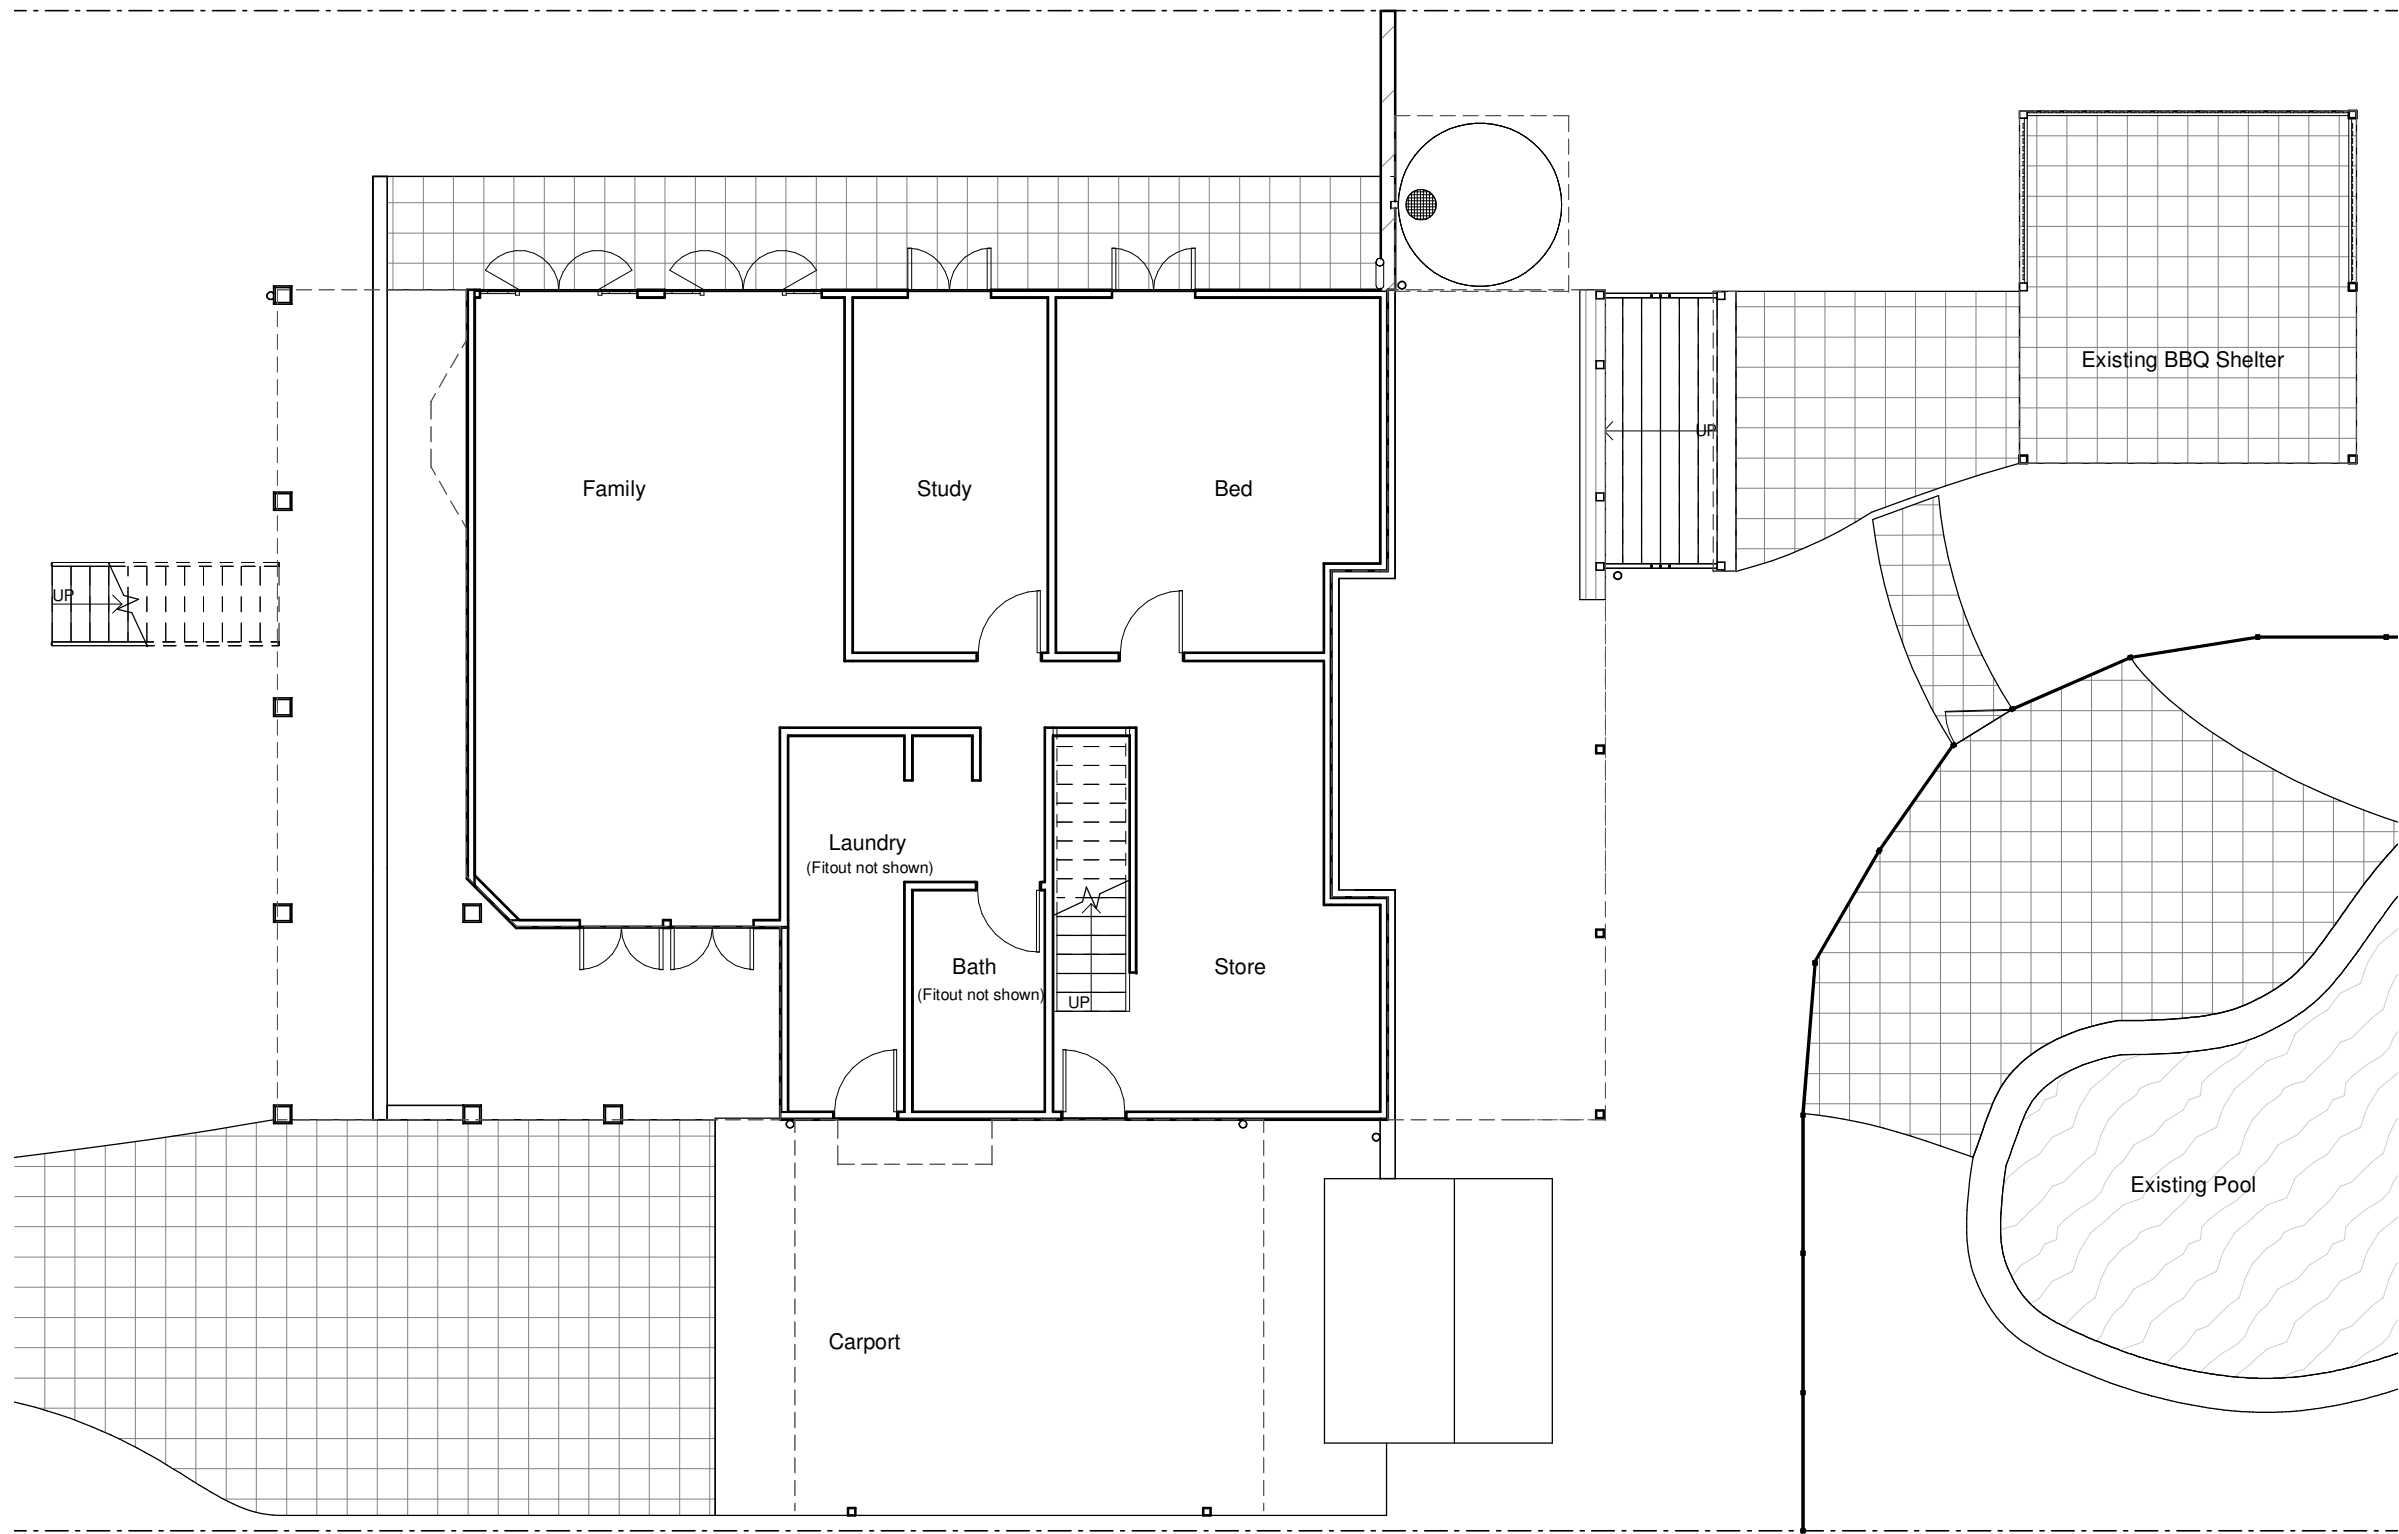 Existing BBQ Shelter
UP
Family
Study
Bed
UP
Laundry
(Fitout not shown)
Bath
(Fitout not shown)
UP
Store
Existing Pool
Carport